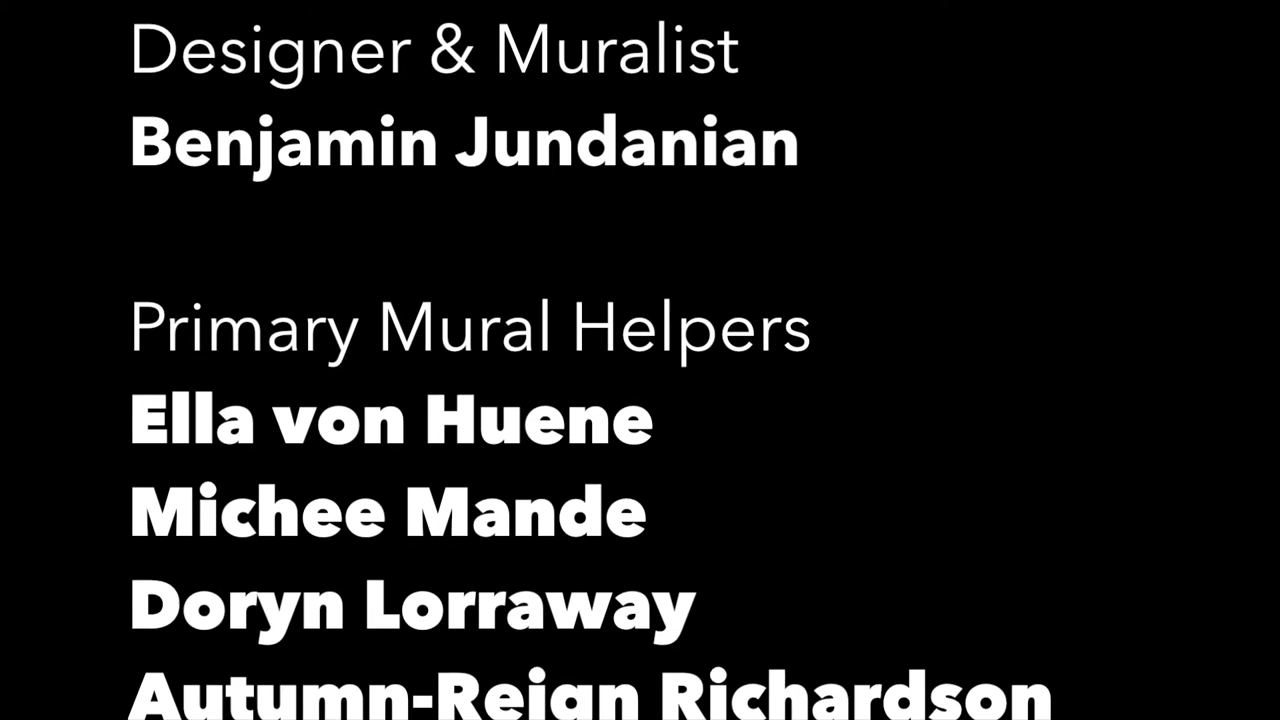 Designer & Muralist
Benjamin Jundanian
Primary Mural Helpers
Ella von Huene
Michee Mande
Doryn Lorraway
Autumn-Reign Richardson